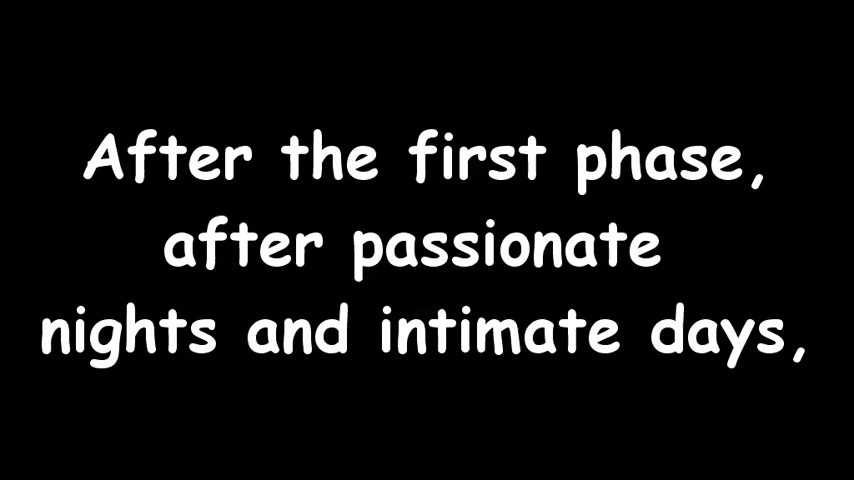 After the first phase,
after passionate
nights and intimate days,